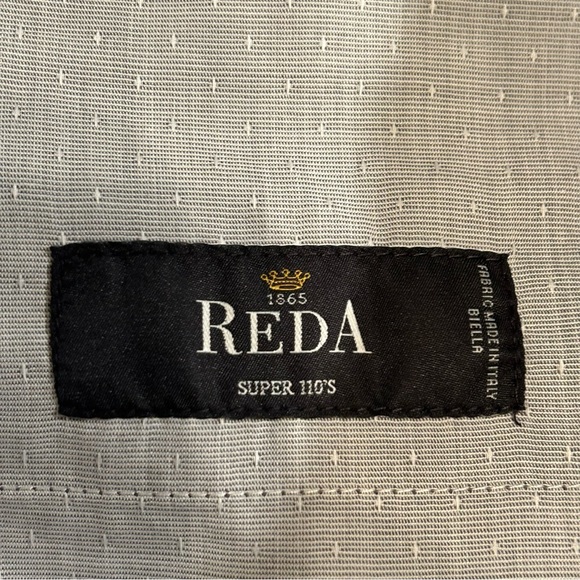 1865
REDA
SUPER 110'S
FABRIC MADE IN ITALY
BIELLA